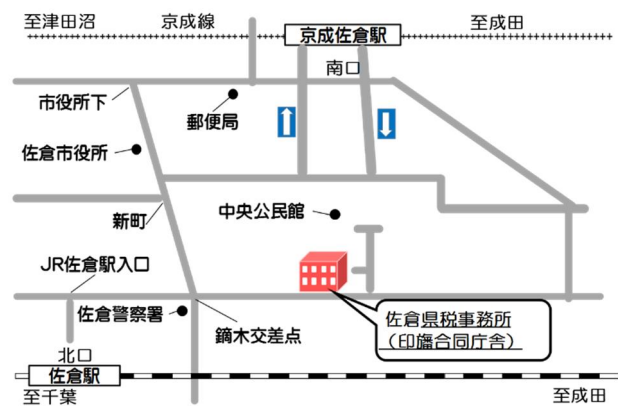 至津田沼
京成線
京成佐倉駅
至成田
南口
市役所下
郵便局
佐倉市役所
中央公民館
新町
JR佐倉駅入口
佐倉警察署
鏑木交差点
佐倉県税事務所
（印旛合同庁舎）
北口
佐倉駅
至千葉
至成田